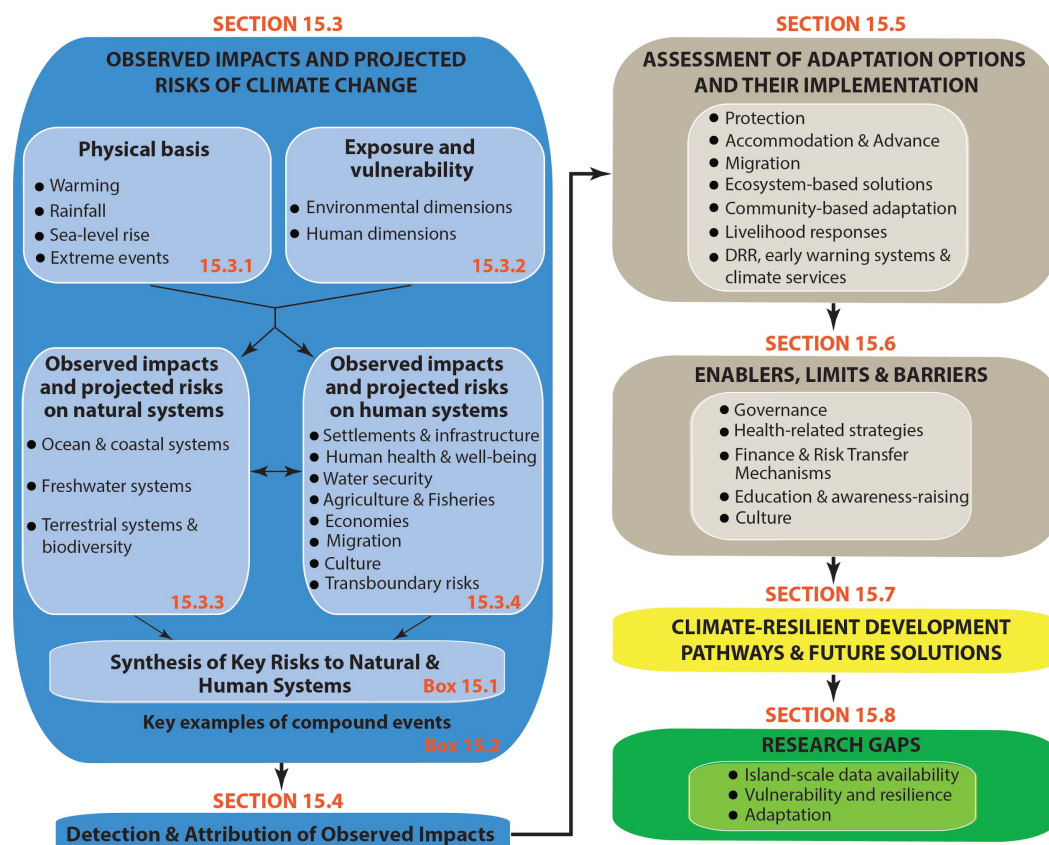 SECTION 15.3
OBSERVED IMPACTS AND PROJECTED
RISKS OF CLIMATE CHANGE
Physical basis
● Warming
● Rainfall
● Sea-level rise
● Extreme events
15.3.1
Exposure and
vulnerability
● Environmental dimensions
● Human dimensions
15.3.2
Observed impacts
and projected risks
on natural systems
● Ocean & coastal systems
● Freshwater systems
● Terrestrial systems &
biodiversity
15.3.3
Observed impacts
and projected risks
on human systems
● Settlements & infrastructure
● Human health & well-being
● Water security
● Agriculture & Fisheries
● Economies
● Migration
● Culture
● Transboundary risks
15.3.4
Synthesis of Key Risks to Natural &
Human Systems
Box 15.1
Key examples of compound events
Box 15.2
SECTION 15.4
Detection & Attribution of Observed Impacts
SECTION 15.5
ASSESSMENT OF ADAPTATION OPTIONS
AND THEIR IMPLEMENTATION
● Protection
● Accommodation & Advance
● Migration
● Ecosystem-based solutions
● Community-based adaptation
● Livelihood responses
● DRR, early warning systems &
climate services
SECTION 15.6
ENABLERS, LIMITS & BARRIERS
● Governance
● Health-related strategies
● Finance & Risk Transfer
Mechanisms
● Education & awareness-raising
● Culture
SECTION 15.7
CLIMATE-RESILIENT DEVELOPMENT
PATHWAYS & FUTURE SOLUTIONS
SECTION 15.8
RESEARCH GAPS
● Island-scale data availability
● Vulnerability and resilience
● Adaptation